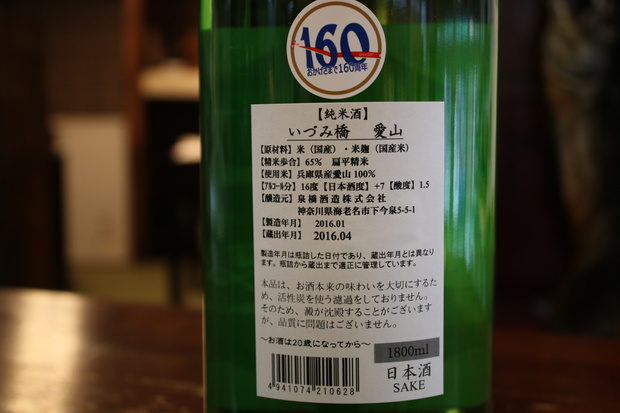 160
おかげさまで160周年
【純米酒】
いづみ橋　愛山
【原材料】米（国産）・米麹（国産米）
【精米歩合】65%　扁平精米
【使用米】兵庫県産愛山 100%
【ｱﾙｺｰﾙ分】16度【日本酒度】+7【酸度】1.5
【醸造元】泉橋酒造株式会社
神奈川県海老名市下今泉5-5-1
【製造年月】2016.01
【蔵出年月】2016.04
製造年月は瓶詰した日付であり、蔵出年月とは異なり
ます。瓶詰から蔵出まで適正に管理しています。
本品は、お酒本来の味わいを大切にするた
め、活性炭を使う濾過をしておりません。
そのため、澱が沈殿することがございます
が、品質に問題はございません。
～お酒は20歳になってから～
1800ml
4941074210628
日本酒
SAKE